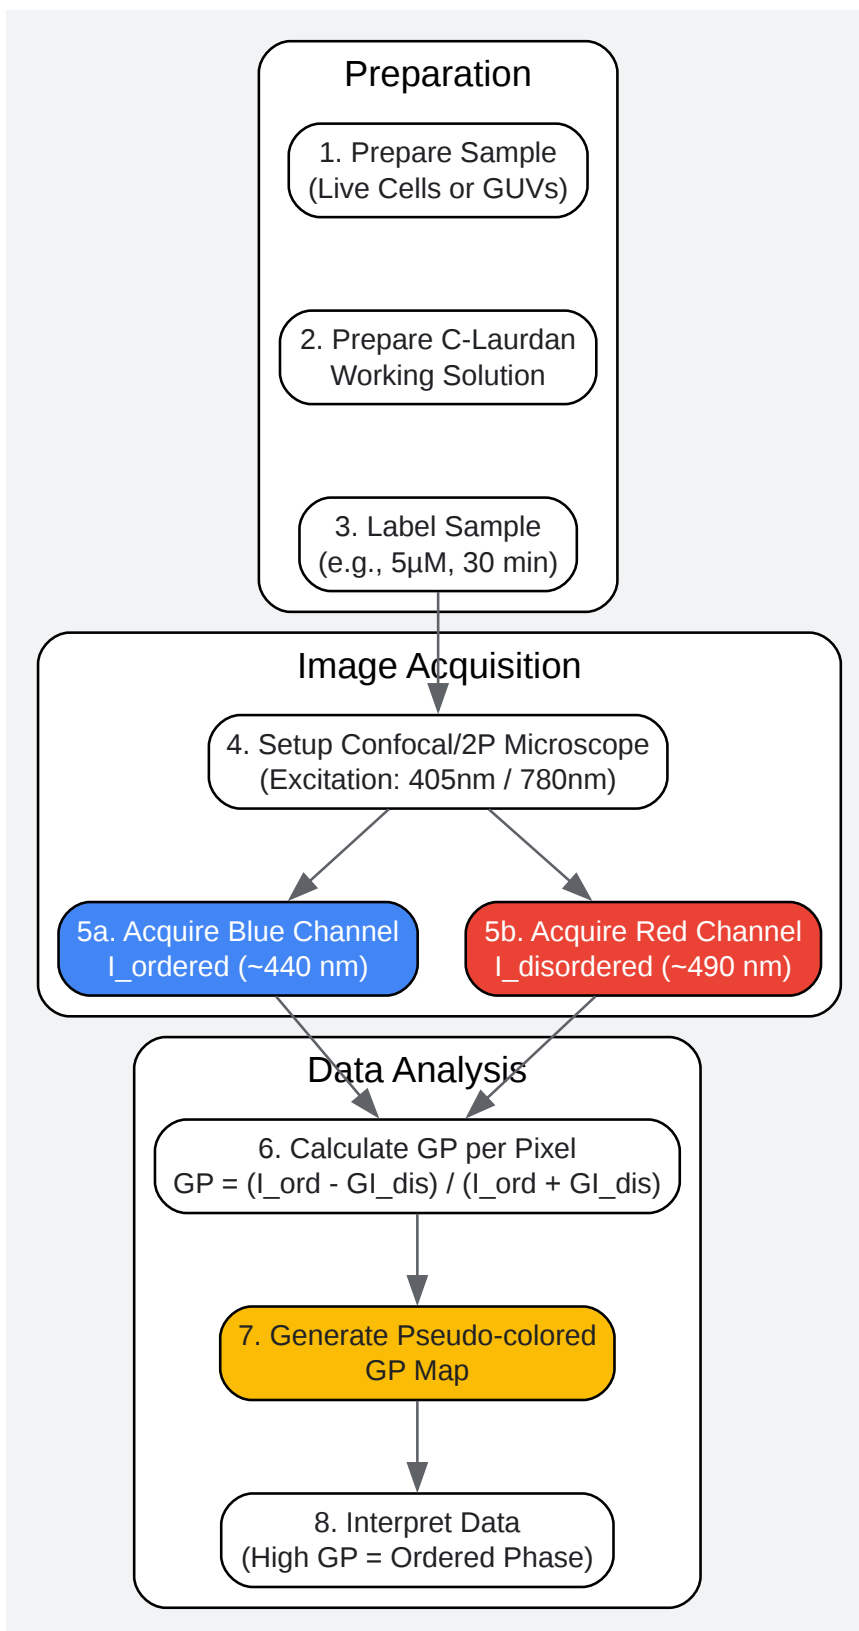 Preparation
1. Prepare Sample
(Live Cells or GUVs)
2. Prepare C-Laurdan
Working Solution
3. Label Sample
(e.g., 5µM, 30 min)
Image Acquisition
4. Setup Confocal/2P Microscope
(Excitation: 405nm / 780nm)
5a. Acquire Blue Channel
I_ordered (~440 nm)
5b. Acquire Red Channel
I_disordered (~490 nm)
Data Analysis
6. Calculate GP per Pixel
GP = (I_ord - GI_dis) / (I_ord + GI_dis)
7. Generate Pseudo-colored
GP Map
8. Interpret Data
(High GP = Ordered Phase)